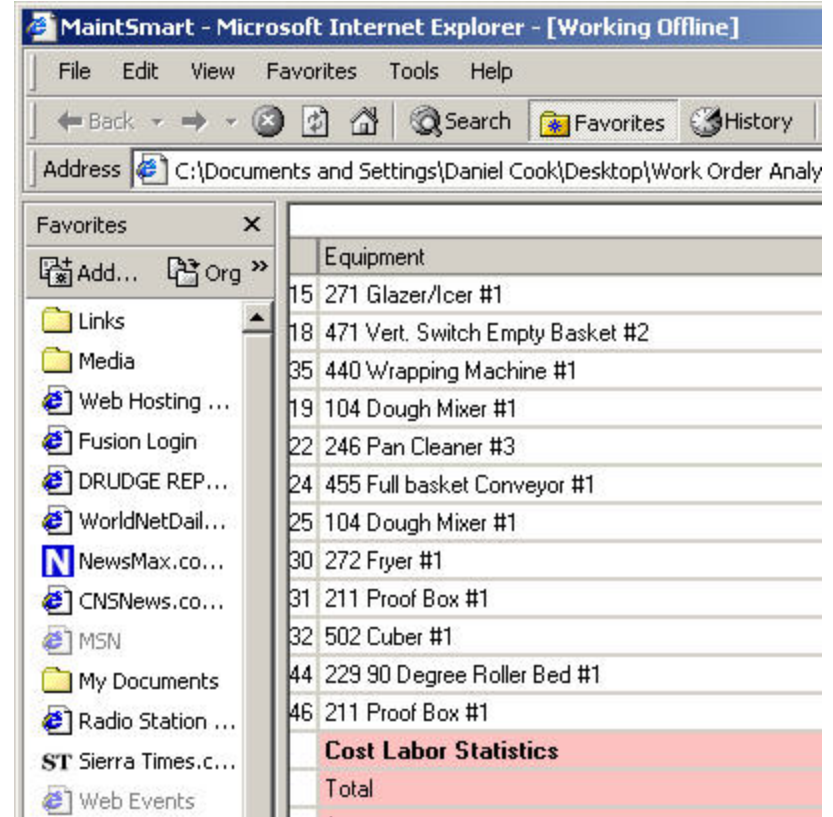 MaintSmart - Microsoft Internet Explorer - [Working Offline]
File Edit View Favorites Tools Help
Back Search Favorites History
Address C:\Documents and Settings\Daniel Cook\Desktop\Work Order Analy
Favorites
Add... Org
Links
Media
Web Hosting ...
Fusion Login
DRUDGE REP...
WorldNetDail...
N NewsMax.co...
CNSNews.co...
MSN
My Documents
Radio Station ...
ST Sierra Times.c...
Web Events
Equipment
15 271 Glazer/Icer #1
18 471 Vert. Switch Empty Basket #2
35 440 Wrapping Machine #1
19 104 Dough Mixer #1
22 246 Pan Cleaner #3
24 455 Full basket Conveyor #1
25 104 Dough Mixer #1
30 272 Fryer #1
31 211 Proof Box #1
32 502 Cuber #1
44 229 90 Degree Roller Bed #1
46 211 Proof Box #1
Cost Labor Statistics
Total